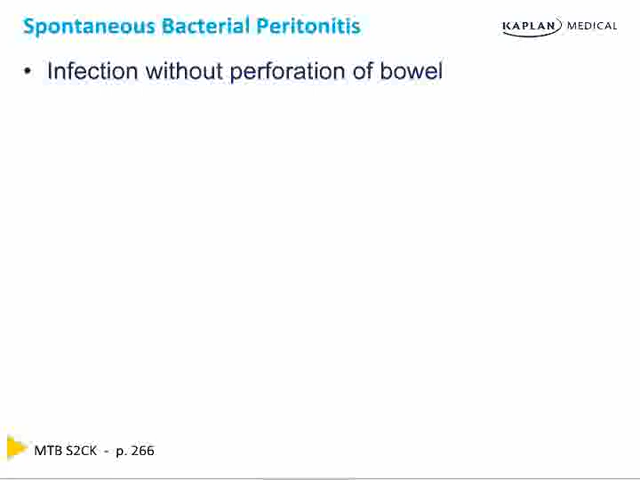 Spontaneous Bacterial Peritonitis
KAPLAN MEDICAL
• Infection without perforation of bowel
MTB S2CK - p. 266